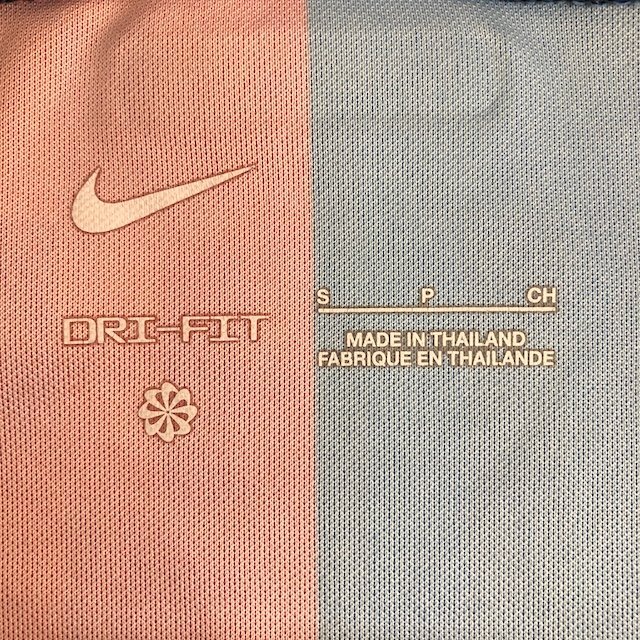 DRI-FIT
S P CH
MADE IN THAILAND
FABRIQUE EN THAILANDE